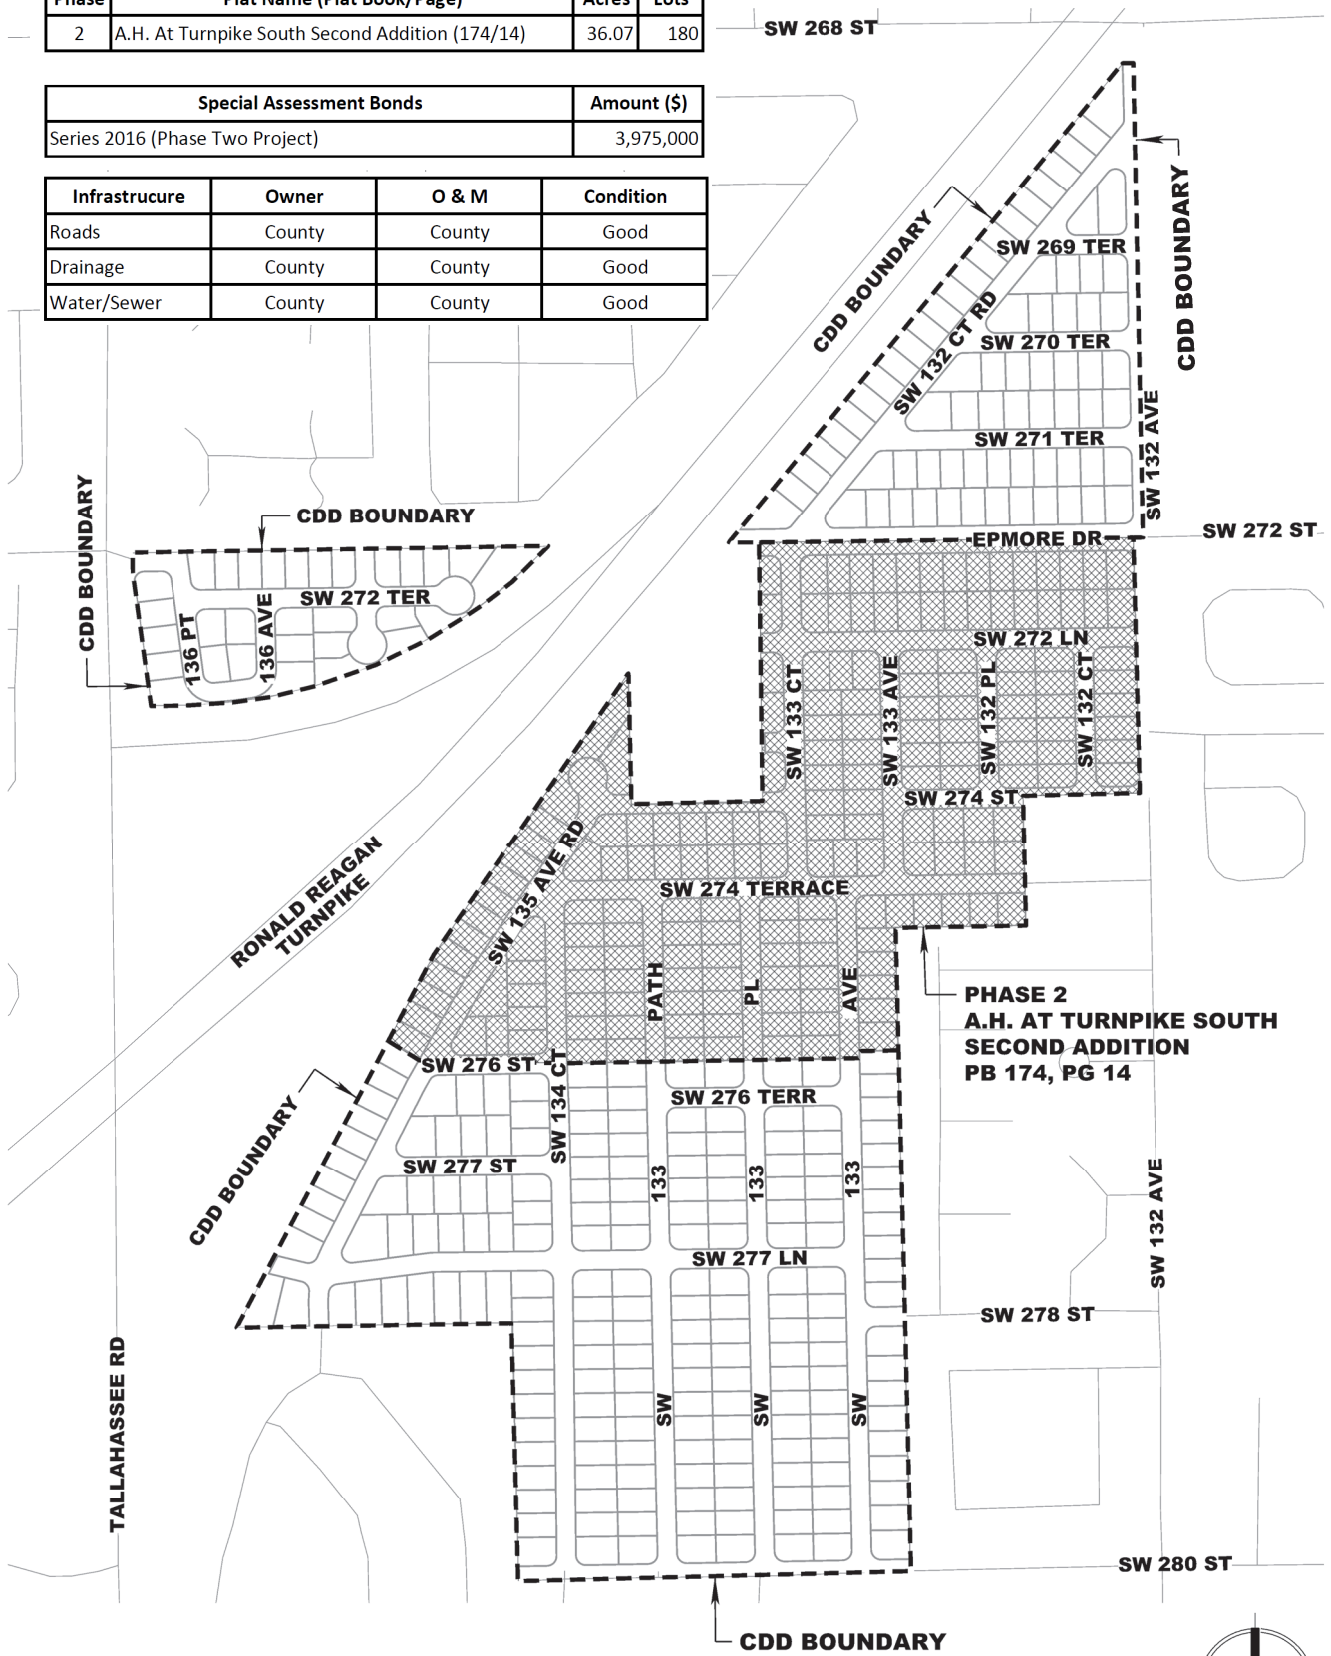 Phase Plat Name (Plat Book/Page) Acres Lots
2 A.H. At Turnpike South Second Addition (174/14) 36.07 180
Special Assessment Bonds Amount ($)
Series 2016 (Phase Two Project) 3,975,000
Infrastrucure Owner O & M Condition
Roads County County Good
Drainage County County Good
Water/Sewer County County Good
SW 268 ST
CDD BOUNDARY
CDD BOUNDARY
SW 269 TER
SW 132 CT RD
SW 270 TER
SW 271 TER
SW 132 AVE
SW 272 ST
EPMORE DR
CDD BOUNDARY
CDD BOUNDARY
SW 272 TER
136 PT
136 AVE
SW 272 LN
SW 133 CT
SW 133 AVE
SW 132 PL
SW 132 CT
SW 274 ST
RONALD REAGAN
TURNPIKE
SW 135 AVE RD
SW 274 TERRACE
PATH
PL
AVE
PHASE 2
A.H. AT TURNPIKE SOUTH
SECOND ADDITION
PB 174, PG 14
SW 276 ST
SW 134 CT
SW 276 TERR
CDD BOUNDARY
SW 277 ST
133
133
133
SW 132 AVE
SW 277 LN
SW 278 ST
TALLAHASSEE RD
SW
SW
SW
SW 280 ST
CDD BOUNDARY